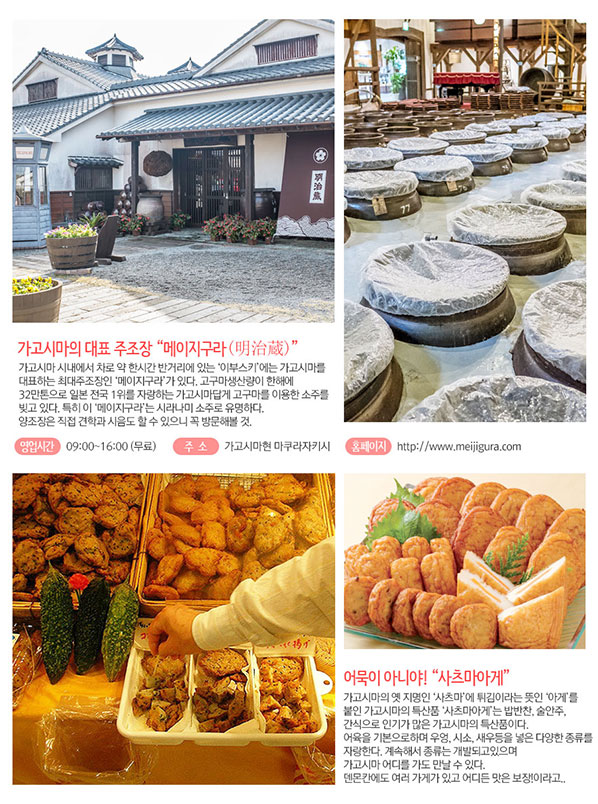 明治蔵
77
가고시마의 대표 주조장 “메이지구라(明治蔵)”
가고시마 시내에서 차로 약 한시간 반거리에 있는 ‘이부스키’에는 가고시마를
대표하는 최대주조장인 ‘메이지구라’가 있다. 고구마생산량이 한해에
32만톤으로 일본 전국 1위를 자랑하는 가고시마답게 고구마를 이용한 소주를
빚고 있다. 특히 이 ‘메이지구라’는 시라나미 소주로 유명하다.
양조장은 직접 견학과 시음도 할 수 있으니 꼭 방문해볼 것.
영업시간 09:00~16:00 (무료) 주 소 가고시마현 마쿠라자키시
홈페이지 http://www.meijigura.com
어묵이 아니야! “사츠마아게”
가고시마의 옛 지명인 ‘사츠마’에 튀김이라는 뜻인 ‘아게’를
붙인 가고시마의 특산품 ‘사츠마아게’는 밥반찬, 술안주,
간식으로 인기가 많은 가고시마의 특산품이다.
어육을 기본으로하며 우엉, 시소, 새우등을 넣은 다양한 종류를
자랑한다. 계속해서 종류는 개발되고있으며
가고시마 어디를 가도 만날 수 있다.
덴몬칸에도 여러 가게가 있고 어디든 맛은 보장!이라고..